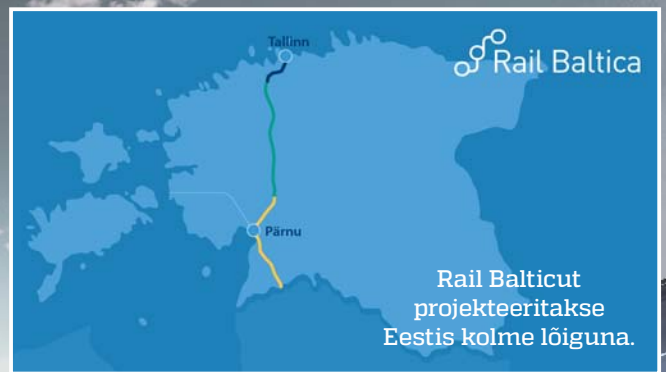 Tallinn
Rail Baltica
Pärnu
Rail Balticut
projekteeritakse
Eestis kolme lõiguna.